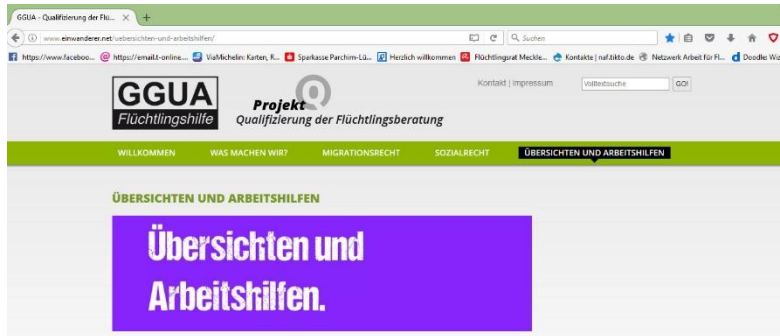 GGUA - Qualifizierung der Flü...
www.einwanderer.net/uebersichten-und-arbeitshilfen/
Suchen
https://www.faceboo... https://email.t-online.... ViaMichelin: Karten, R... Sparkasse Parchim-Lü... Herzlich willkommen Flüchtlingsrat Meckle... Kontakte | naf.tikto.de Netzwerk Arbeit für Fl... Doodle: Wiz
Kontakt | Impressum
Volltextsuche
GO!
GGUA
Flüchtlingshilfe
Projekt Q
Qualifizierung der Flüchtlingsberatung
WILLKOMMEN WAS MACHEN WIR? MIGRATIONSRECHT SOZIALRECHT ÜBERSICHTEN UND ARBEITSHILFEN
ÜBERSICHTEN UND ARBEITSHILFEN
Übersichten und
Arbeitshilfen.